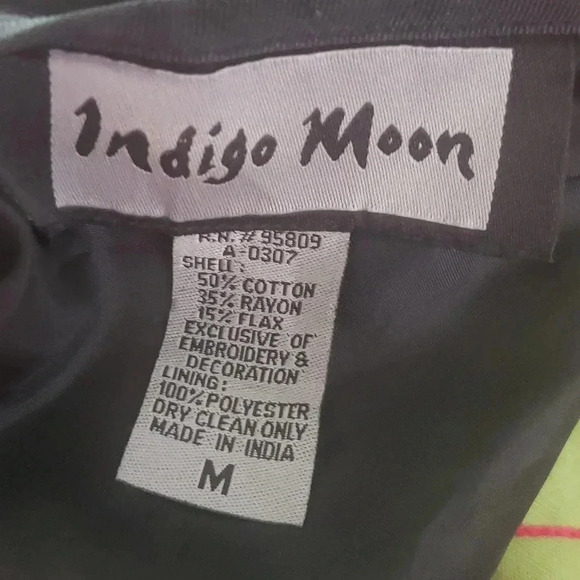 Indigo Moon
R.N. # 95809
A-0307
SHELL:
50% COTTON
35% RAYON
15% FLAX
EXCLUSIVE OF
EMBROIDERY &
DECORATION
LINING:
100% POLYESTER
DRY CLEAN ONLY
MADE IN INDIA
M